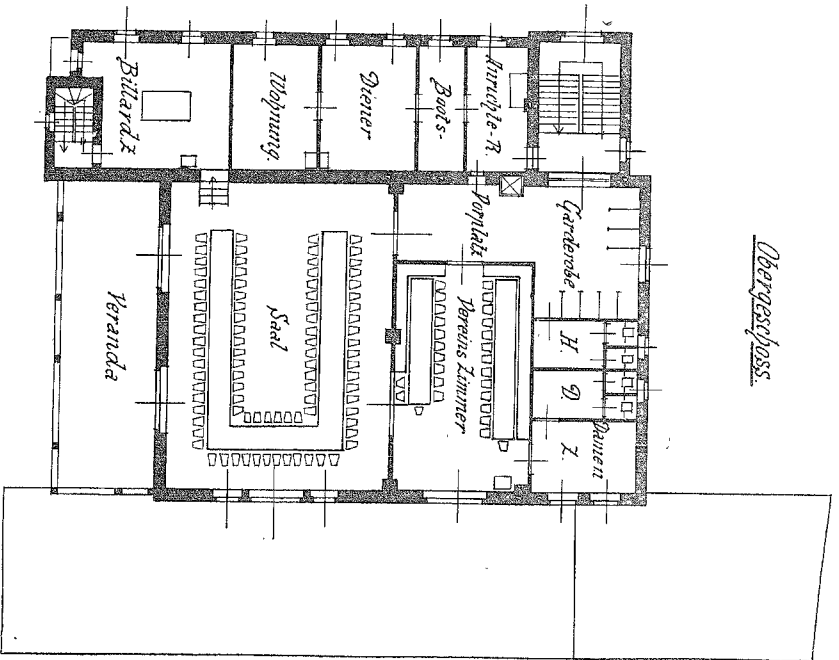 Obergeschoss.
Garderobe
H.
D.
Damen
Z.
Anrichte-R
Vorplatz
Vereins Zimmer
Boots-
Diener
Wohnung.
Saal
Billard.Z
Veranda